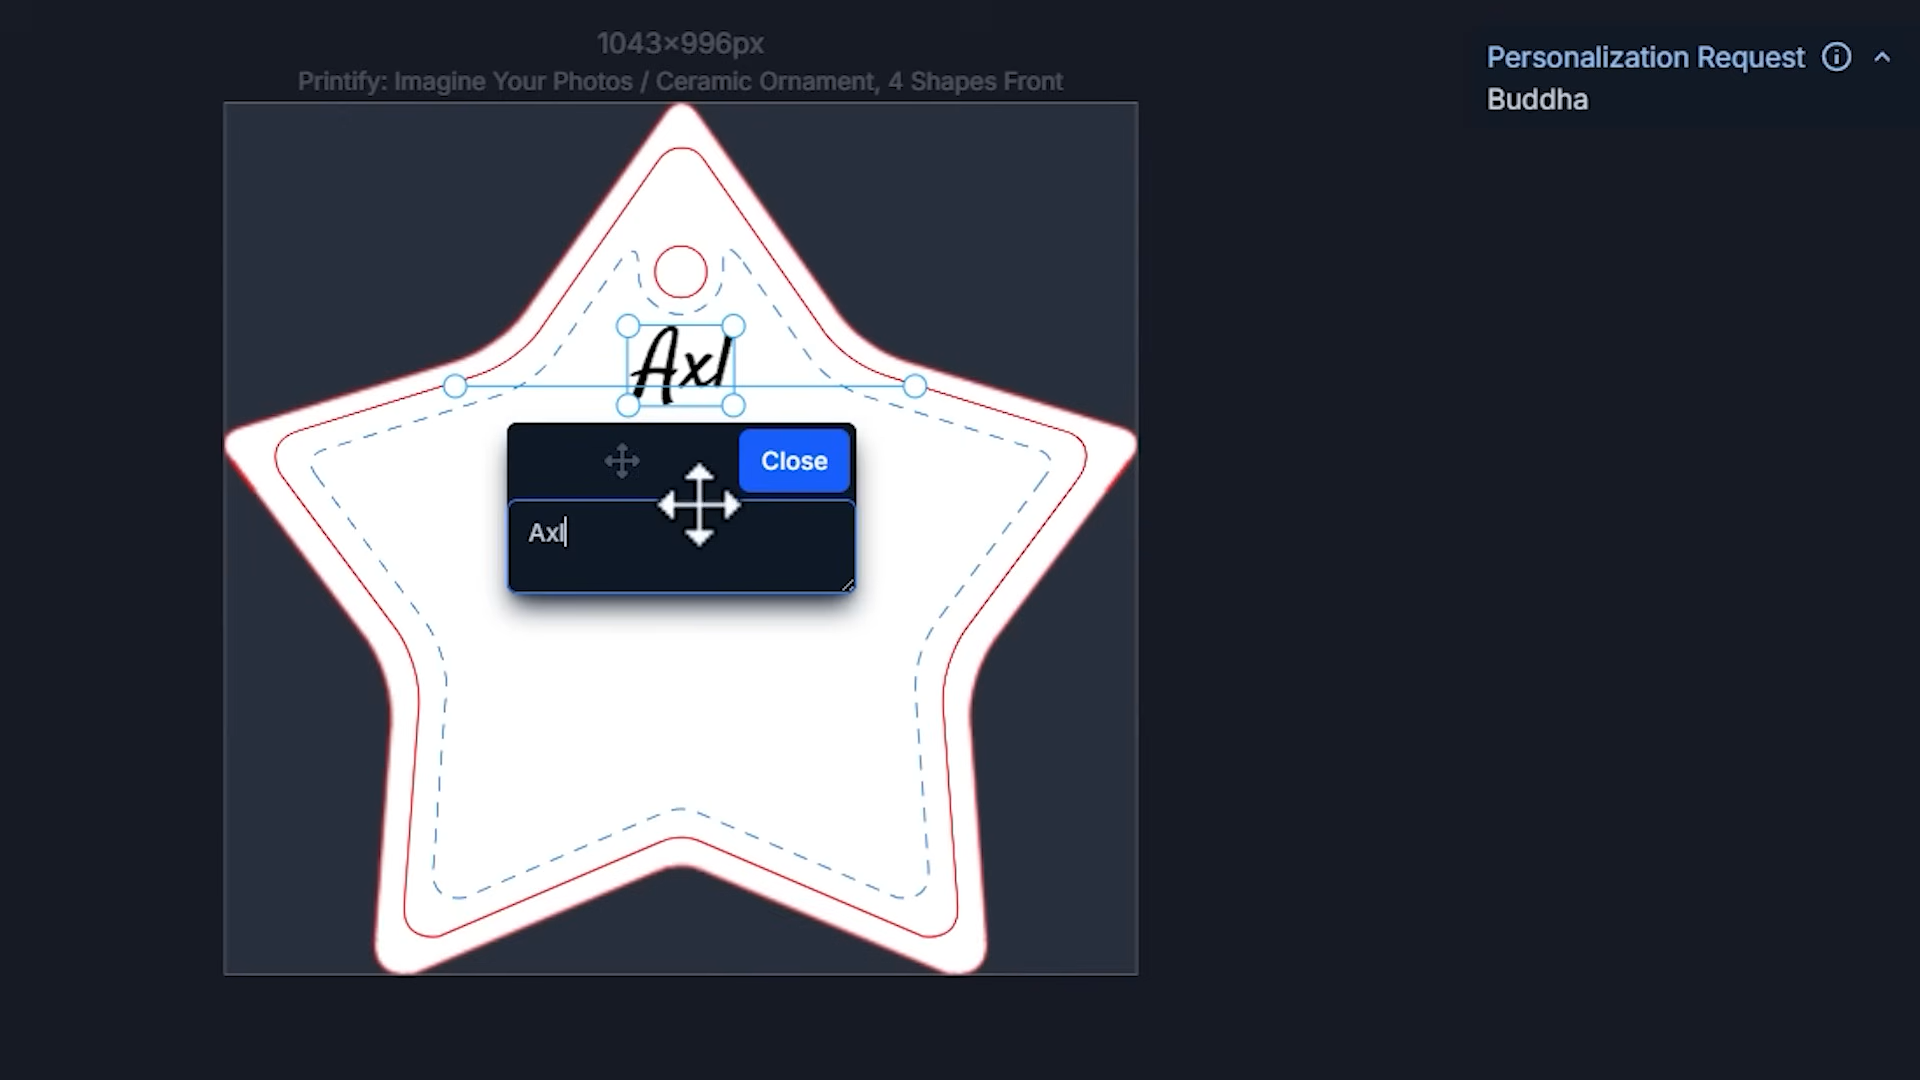 1043×996px
Printify: Imagine Your Photos / Ceramic Ornament, 4 Shapes Front
Personalization Request
Buddha
Axl
Close
Axl